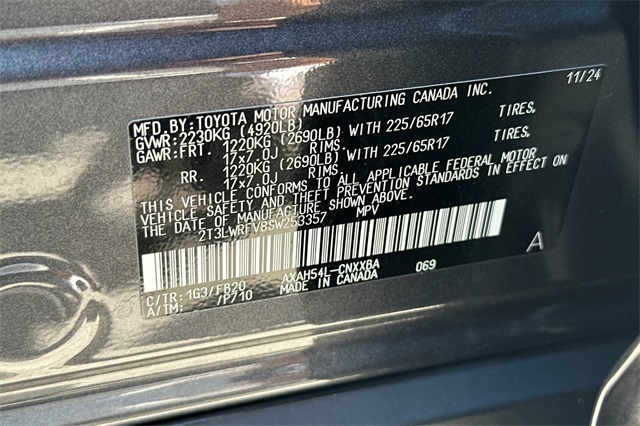 MFD.BY:TOYOTA MOTOR MANUFACTURING CANADA INC. 11/24
GVWR:2230KG (4920LB)
GAWR:FRT. 1220KG (2690LB) WITH 225/65R17 TIRES,
17x7.0J RIMS.
RR. 1220KG (2690LB) WITH 225/65R17 TIRES,
17x7.0J RIMS.
THIS VEHICLE CONFORMS TO ALL APPLICABLE FEDERAL MOTOR
VEHICLE SAFETY AND THEFT PREVENTION STANDARDS IN EFFECT ON
THE DATE OF MANUFACTURE SHOWN ABOVE.
2T3LWRFV8SW253357 MPV
A
C/TR:1G3/FB20 AXAH54L-CNXXBA 069
A/TM: /P710 MADE IN CANADA